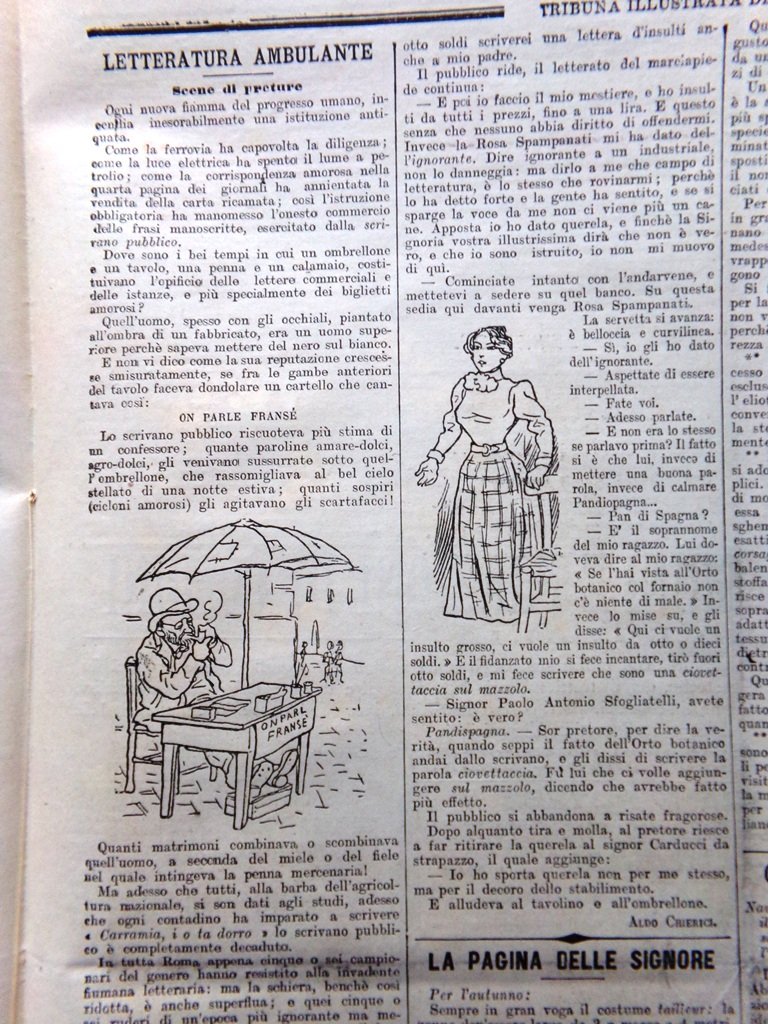 TRIBUNA ILLUSTRATA
LETTERATURA AMBULANTE
Scene di preture
Ogni nuova fiamma del progresso umano, in-
cenclia inesorabilmente una istituzione anti-
quata.
Come la ferrovia ha capovolta la diligenza;
come la luce elettrica ha spento il lume a pe-
trolio; come la corrispondenza amorosa nella
quarta pagina dei giornali ha annientata la
vendita della carta ricamata; così l'istruzione
obbligatoria ha manomesso l'onesto commercio
delle frasi manoscritte, esercitato dalla scri-
vano pubblico.
Dove sono i bei tempi in cui un ombrellone
e un tavolo, una penna e un calamaio, costi-
tuivano l'opificio delle lettere commerciali e
delle istanze, e più specialmente dei biglietti
amorosi?
Quell'uomo, spesso con gli occhiali, piantato
all'ombra di un fabbricato, era un uomo supe-
riore perchè sapeva mettere del nero sul bianco.
E non vi dico come la sua reputazione cresces-
se smisuratamente, se fra le gambe anteriori
del tavolo faceva dondolare un cartello che can-
tava così:
ON PARLE FRANSÉ
Lo scrivano pubblico riscuoteva più stima di
un confessore; quante paroline amare-dolci,
agro-dolci, gli venivano sussurrate sotto quel-
l'ombrellone, che rassomigliava al bel cielo
stellato di una notte estiva; quanti sospiri
(cicloni amorosi) gli agitavano gli scartafacci!
ON PARL
FRANSE
Quanti matrimoni combinava o scombinava
quell'uomo, a seconda del miele o del fiele
nel quale intingeva la penna mercenaria!
Ma adesso che tutti, alla barba dell'agricol-
tura nazionale, si son dati agli studi, adesso
che ogni contadino ha imparato a scrivere
« Carramia, i o ta dorro » lo scrivano pubbli-
co è completamente decaduto.
In tutta Roma appena cinque o sei campio-
nari del genere hanno resistito alla invadente
fiumana letteraria: ma la schiera, benchè così
ridotta, è anche superflua; e quei cinque o
sei ruderi di un'epoca più ignorante ma me-
otto soldi scriverei una lettera d'insulti an-
che a mio padre.
Il pubblico ride, il letterato del marciapie-
de continua:
— E poi io faccio il mio mestiere, e ho insul-
ti da tutti i prezzi, fino a una lira. E questo
senza che nessuno abbia diritto di offendermi.
Invece la Rosa Spampanati mi ha dato del-
l'ignorante. Dire ignorante a un industriale,
non lo danneggia: ma dirlo a me che campo di
letteratura, è lo stesso che rovinarmi; perchè
lo ha detto forte e la gente ha sentito, e se si
sparge la voce da me non ci viene più un ca-
ne. Apposta io ho dato querela, e finchè la Si-
gnoria vostra illustrissima dirà che non è ve-
ro, e che io sono istruito, io non mi muovo
di quì.
— Cominciate intanto con l'andarvene, e
mettetevi a sedere su quel banco. Su questa
sedia qui davanti venga Rosa Spampanati.
La servetta si avanza:
è belloccia e curvilinea.
— Sì, io gli ho dato
dell'ignorante.
— Aspettate di essere
interpellata.
— Fate voi.
— Adesso parlate.
— E non era lo stesso
se parlavo prima? Il fatto
si è che lui, invece di
mettere una buona pa-
rola, invece di calmare
Pandiopagna...
— Pan di Spagna?
— E' il soprannome
del mio ragazzo. Lui do-
veva dire al mio ragazzo:
« Se l'hai vista all'Orto
botanico col fornaio non
c'è niente di male. » In-
vece lo mise su, e gli
disse: « Qui ci vuole un
insulto grosso, ci vuole un insulto da otto o dieci
soldi. » E il fidanzato mio si fece incantare, tirò fuori
otto soldi, e mi fece scrivere che sono una ciovet-
taccia sul mazzolo.
— Signor Paolo Antonio Sfogliatelli, avete
sentito: è vero?
Pandispagna. — Sor pretore, per dire la ve-
rità, quando seppi il fatto dell'Orto botanico
andai dallo scrivano, e gli dissi di scrivere la
parola ciovettaccia. Fu lui che ci volle aggiun-
gere sul mazzolo, dicendo che avrebbe fatto
più effetto.
Il pubblico si abbandona a risate fragorose.
Dopo alquanto tira e molla, al pretore riesce
a far ritirare la querela al signor Carducci da
strapazzo, il quale aggiunge:
— Io ho sporta querela non per me stesso,
ma per il decoro dello stabilimento.
E alludeva al tavolino e all'ombrellone.
ALDO CHIERICI.
LA PAGINA DELLE SIGNORE
Per l'autunno:
Sempre in gran voga il costume tailleur: la